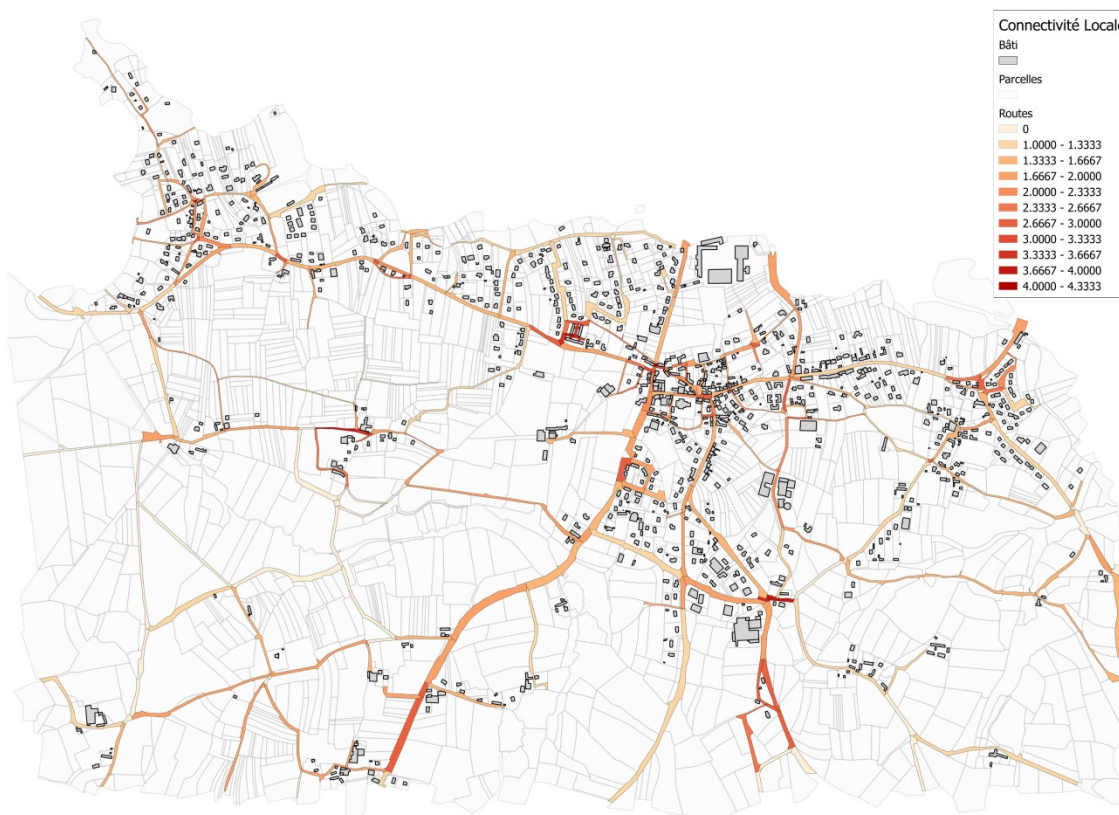 Connectivité Locale
Bâti
Parcelles
Routes
0
1.0000 - 1.3333
1.3333 - 1.6667
1.6667 - 2.0000
2.0000 - 2.3333
2.3333 - 2.6667
2.6667 - 3.0000
3.0000 - 3.3333
3.3333 - 3.6667
3.6667 - 4.0000
4.0000 - 4.3333